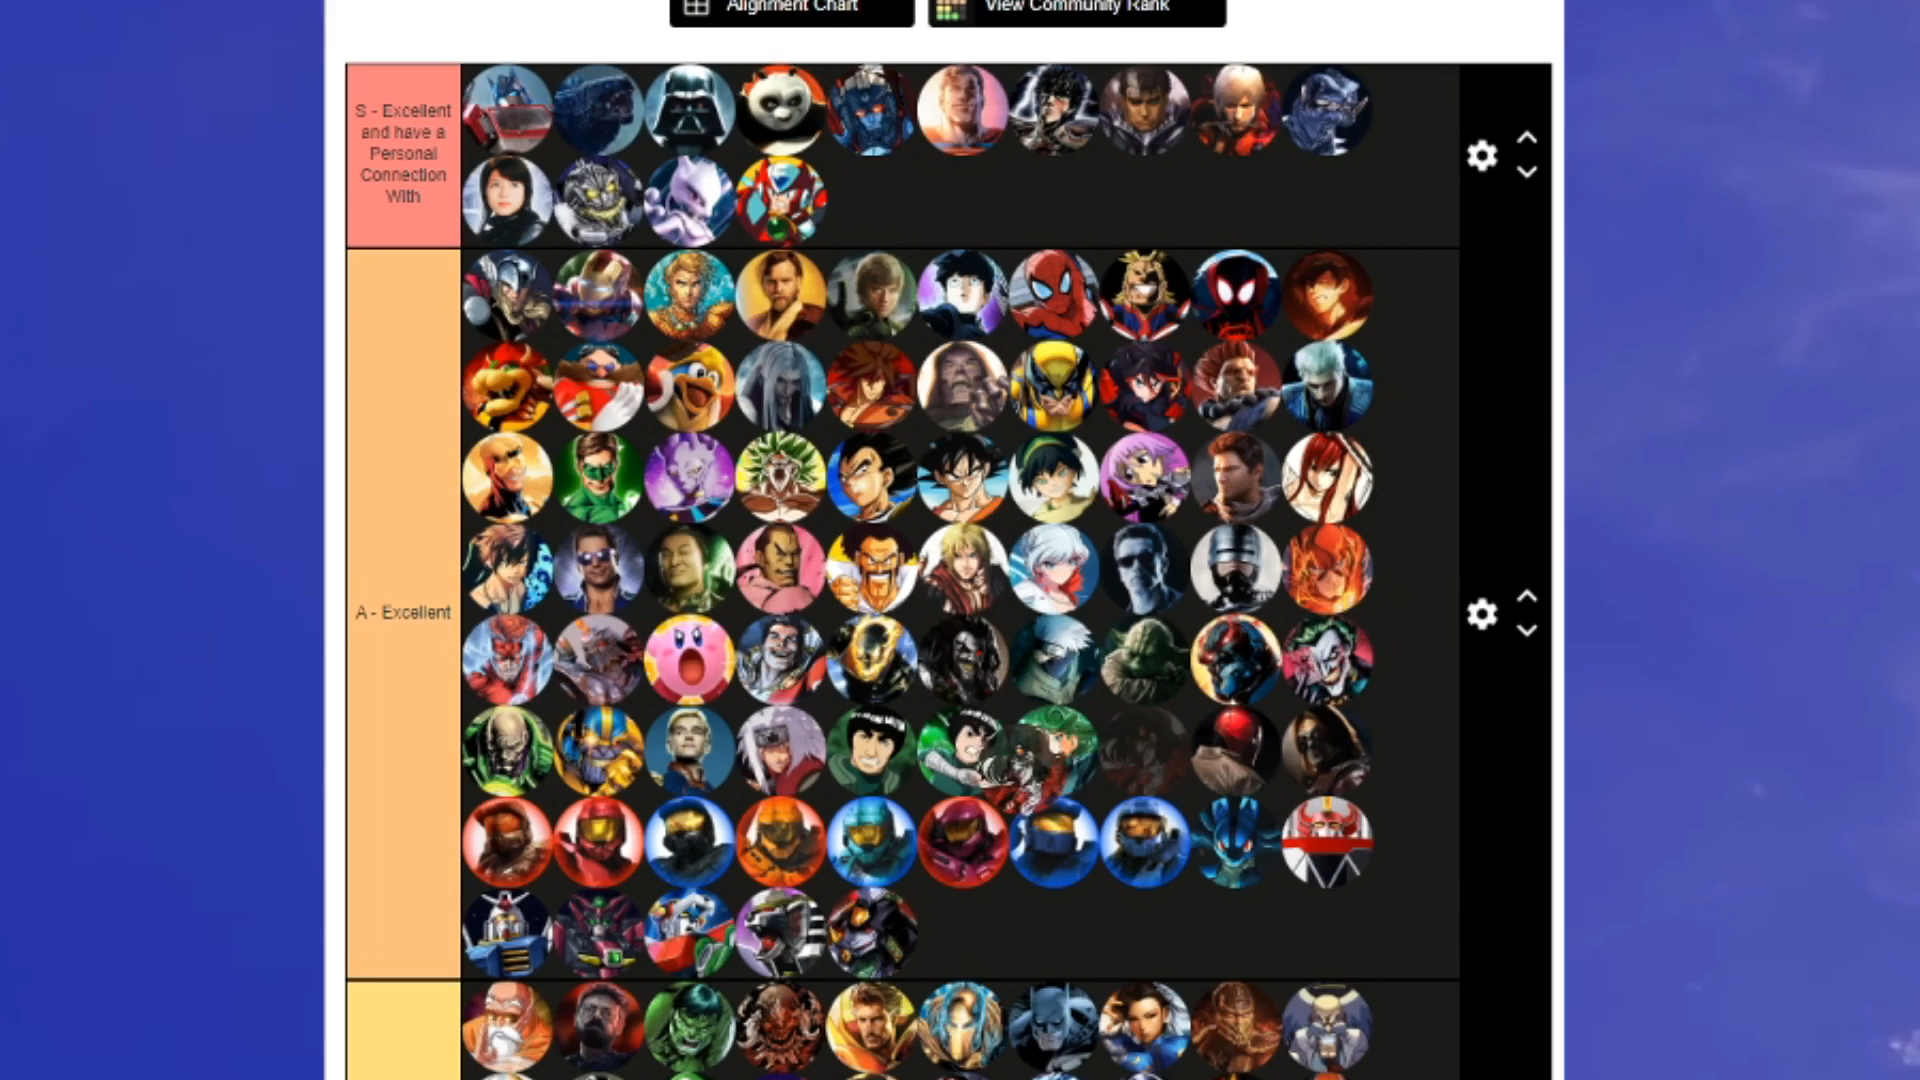 Alignment Chart
View Community Rank
S - Excellent
and have a
Personal
Connection
With
A - Excellent